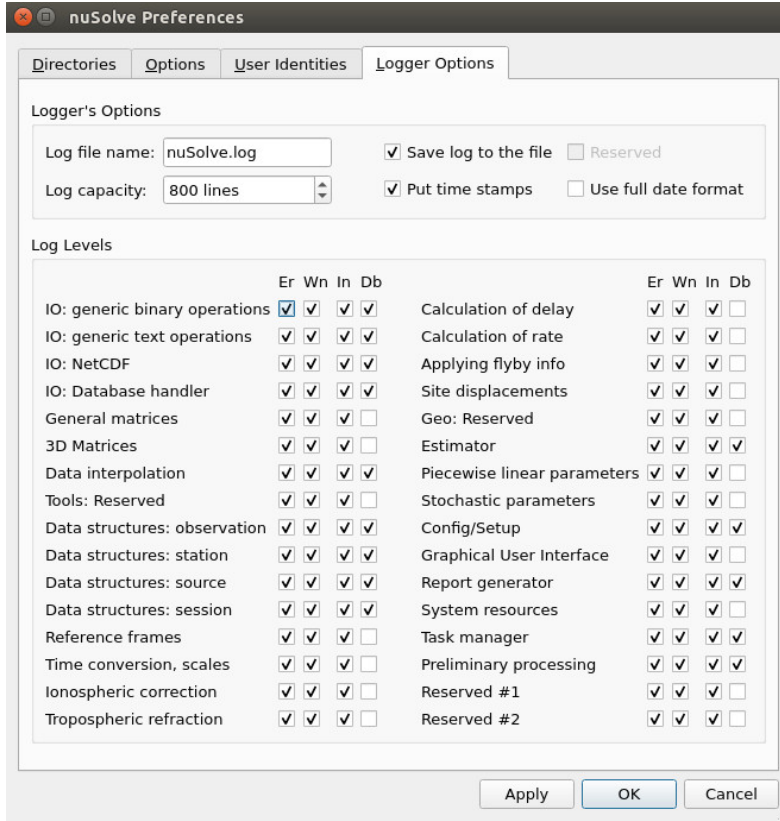 nuSolve Preferences
Directories Options User Identities Logger Options
Logger's Options
Log file name: nuSolve.log Save log to the file Reserved
Log capacity: 800 lines Put time stamps Use full date format
Log Levels
Er Wn In Db Er Wn In Db
IO: generic binary operations Calculation of delay
IO: generic text operations Calculation of rate
IO: NetCDF Applying flyby info
IO: Database handler Site displacements
General matrices Geo: Reserved
3D Matrices Estimator
Data interpolation Piecewise linear parameters
Tools: Reserved Stochastic parameters
Data structures: observation Config/Setup
Data structures: station Graphical User Interface
Data structures: source Report generator
Data structures: session System resources
Reference frames Task manager
Time conversion, scales Preliminary processing
Ionospheric correction Reserved #1
Tropospheric refraction Reserved #2
Apply OK Cancel